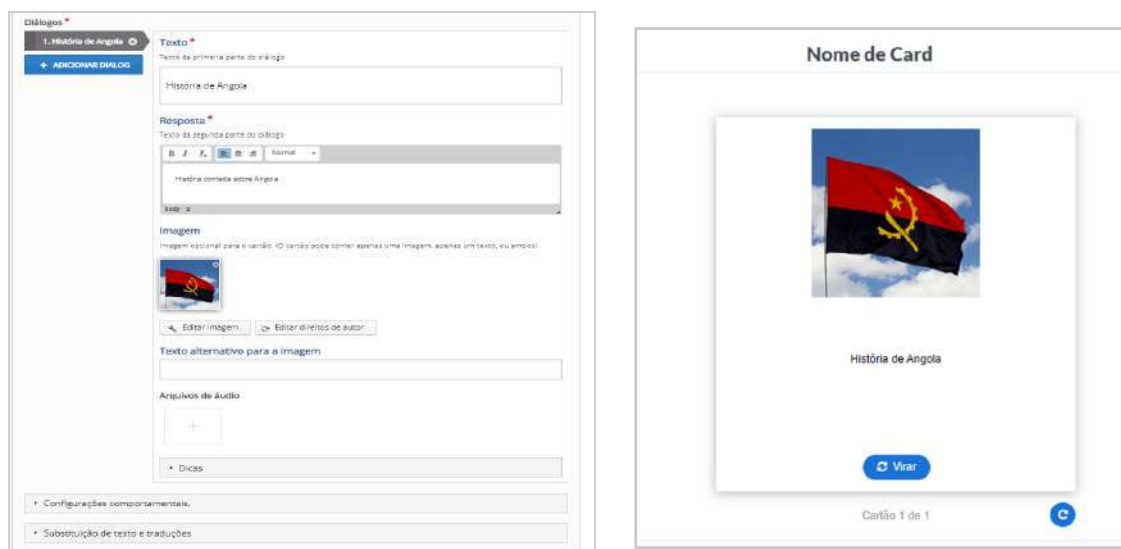 Diálogos *
1. História de Angola
+ ADICIONAR DIALOG
Texto *
Texto da primeira parte do diálogo
História de Angola
Resposta *
Texto da segunda parte do diálogo
B I Tx Normal
História contada sobre Angola
body p
Imagem
Imagem opcional para o cartão. (O cartão pode conter apenas uma imagem, apenas um texto, ou ambos)
Editar imagem
Editar direitos de autor
Texto alternativo para a imagem
Arquivos de áudio
+
Dicas
Configurações comportamentais.
Substituição de texto e traduções
Nome de Card
História de Angola
Virar
Cartão 1 de 1